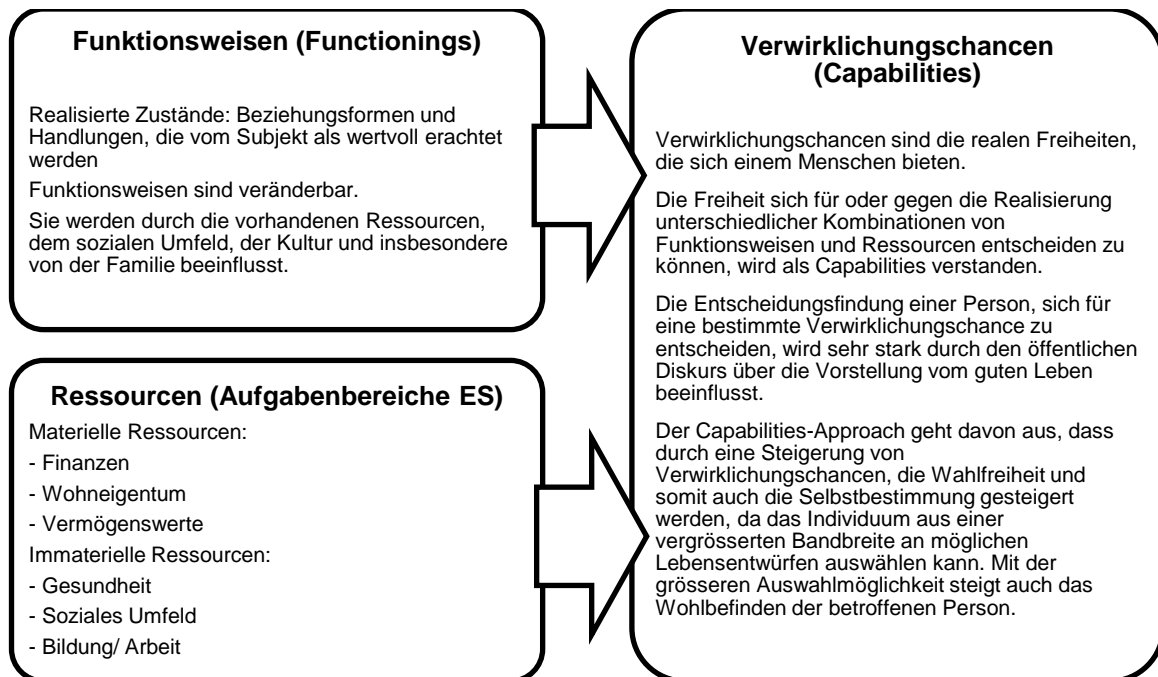 Funktionsweisen (Functionings)
Realisierte Zustände: Beziehungsformen und
Handlungen, die vom Subjekt als wertvoll erachtet
werden
Funktionsweisen sind veränderbar.
Sie werden durch die vorhandenen Ressourcen,
dem sozialen Umfeld, der Kultur und insbesondere
von der Familie beeinflusst.
Ressourcen (Aufgabenbereiche ES)
Materielle Ressourcen:
- Finanzen
- Wohneigentum
- Vermögenswerte
Immaterielle Ressourcen:
- Gesundheit
- Soziales Umfeld
- Bildung/ Arbeit
Verwirklichungschancen
(Capabilities)
Verwirklichungschancen sind die realen Freiheiten,
die sich einem Menschen bieten.
Die Freiheit sich für oder gegen die Realisierung
unterschiedlicher Kombinationen von
Funktionsweisen und Ressourcen entscheiden zu
können, wird als Capabilities verstanden.
Die Entscheidungsfindung einer Person, sich für
eine bestimmte Verwirklichungschance zu
entscheiden, wird sehr stark durch den öffentlichen
Diskurs über die Vorstellung vom guten Leben
beeinflusst.
Der Capabilities-Approach geht davon aus, dass
durch eine Steigerung von
Verwirklichungschancen, die Wahlfreiheit und
somit auch die Selbstbestimmung gesteigert
werden, da das Individuum aus einer
vergrösserten Bandbreite an möglichen
Lebensentwürfen auswählen kann. Mit der
grösseren Auswahlmöglichkeit steigt auch das
Wohlbefinden der betroffenen Person.